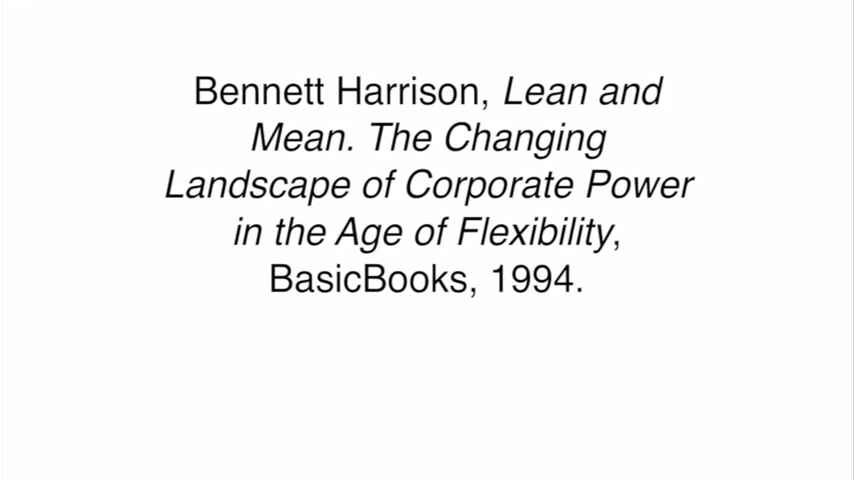 Bennett Harrison, Lean and
Mean. The Changing
Landscape of Corporate Power
in the Age of Flexibility,
BasicBooks, 1994.